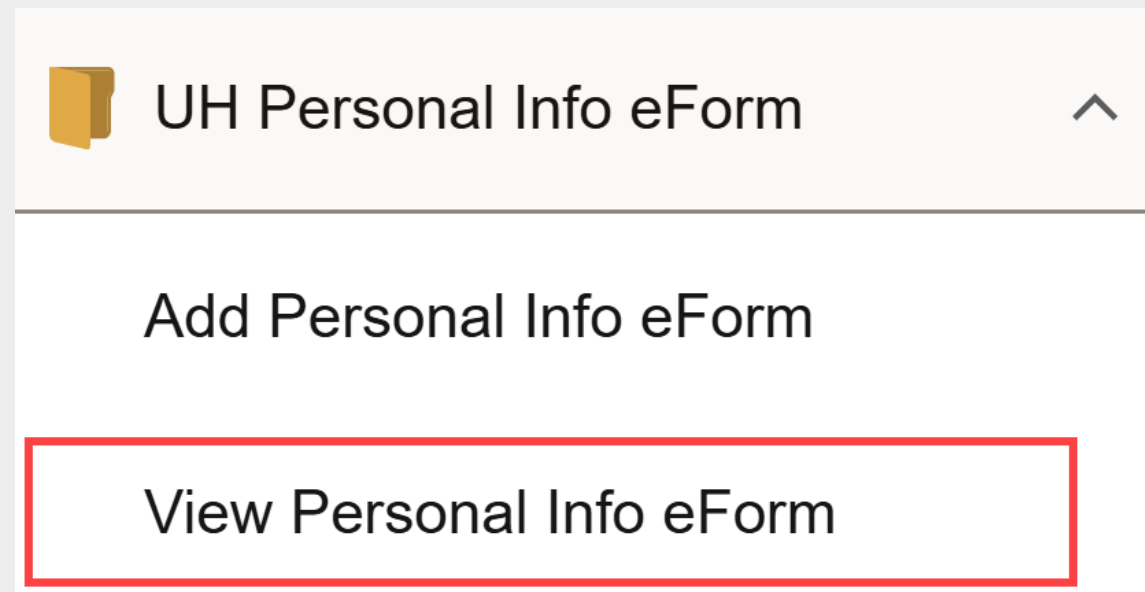 UH Personal Info eForm
Add Personal Info eForm
View Personal Info eForm